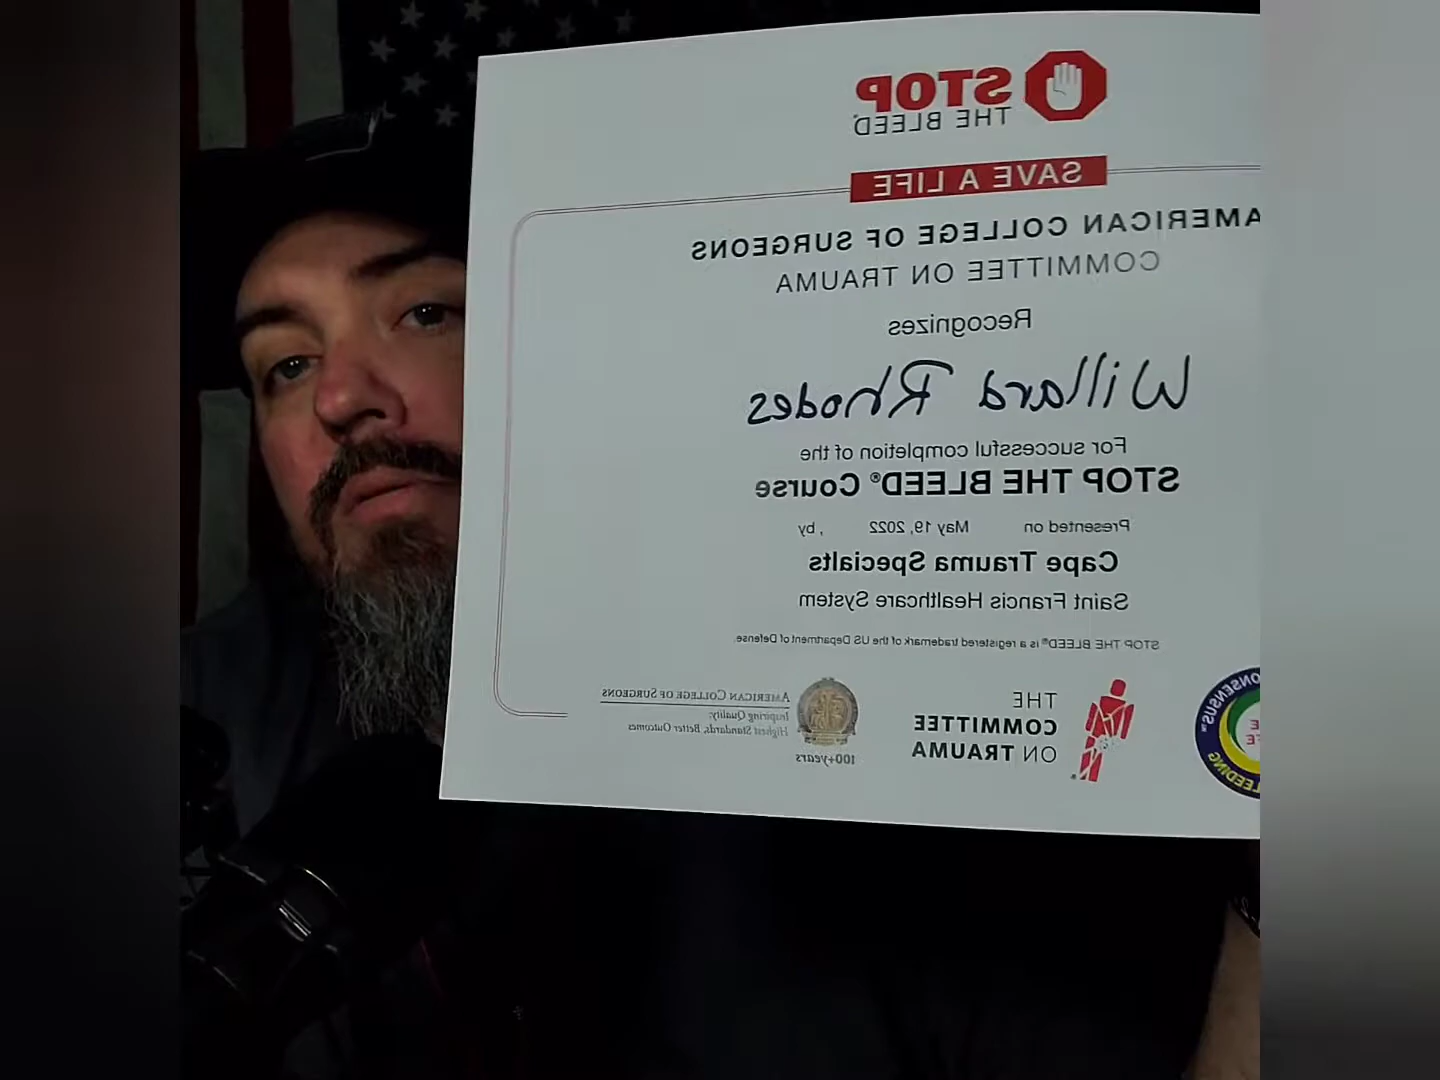 STOP
THE BLEED®
SAVE A LIFE
AMERICAN COLLEGE OF SURGEONS
COMMITTEE ON TRAUMA
Recognizes
Willard Rhodes
For successful completion of the
STOP THE BLEED® Course
Presented on May 19, 2022 , by
Cape Trauma Specialts
Saint Francis Healthcare System
STOP THE BLEED® is a registered trademark of the US Department of Defense.
THE
COMMITTEE
ON TRAUMA
100+years
AMERICAN COLLEGE OF SURGEONS
Inspiring Quality:
Highest Standards, Better Outcomes